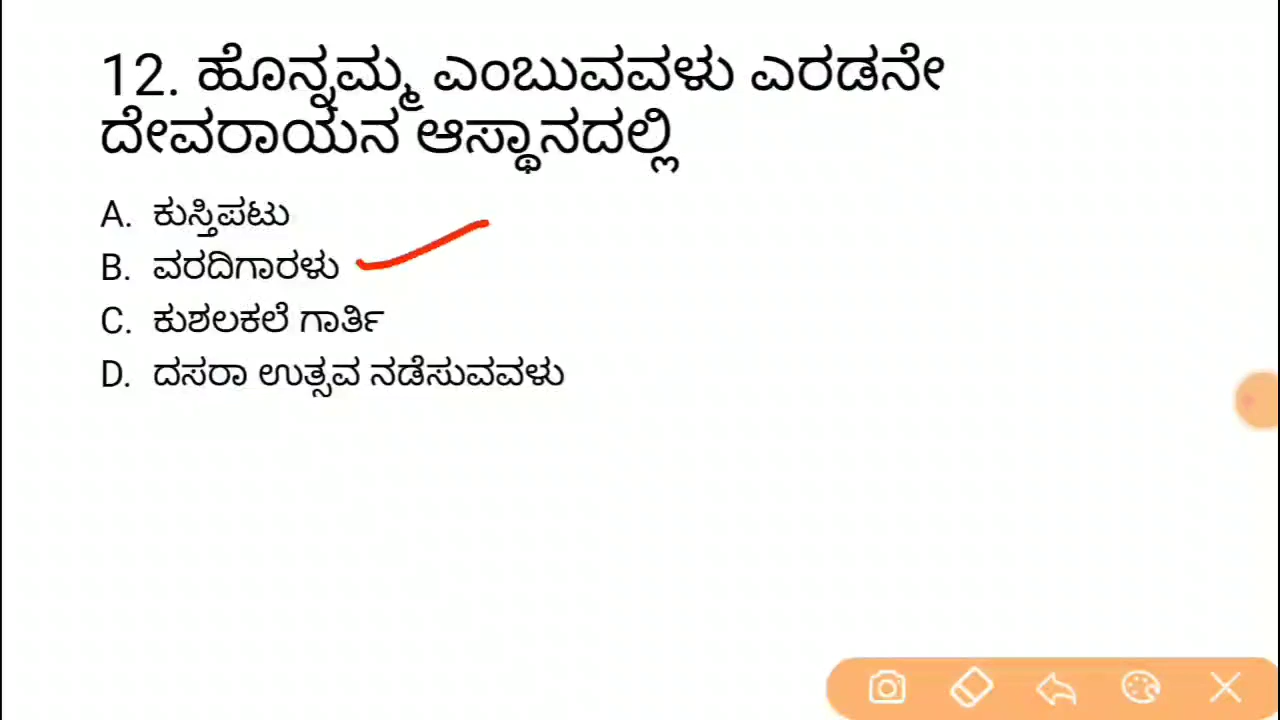 12. ಹೊನ್ನಮ್ಮ ಎಂಬುವವಳು ಎರಡನೇ
ದೇವರಾಯನ ಆಸ್ಥಾನದಲ್ಲಿ
A. ಕುಸ್ತಿಪಟು
B. ವರದಿಗಾರಳು
C. ಕುಶಲಕಲೆ ಗಾರ್ತಿ
D. ದಸರಾ ಉತ್ಸವ ನಡೆಸುವವಳು